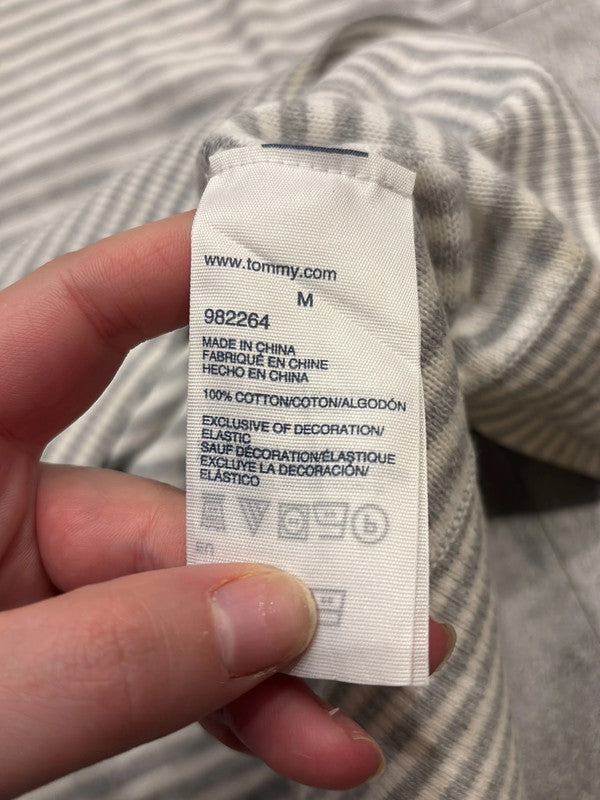 www.tommy.com
M
982264
MADE IN CHINA
FABRIQUÉ EN CHINE
HECHO EN CHINA
100% COTTON/COTON/ALGODÓN
EXCLUSIVE OF DECORATION/
ELASTIC
SAUF DÉCORATION/ÉLASTIQUE
EXCLUYE LA DECORACIÓN/
ELÁSTICO